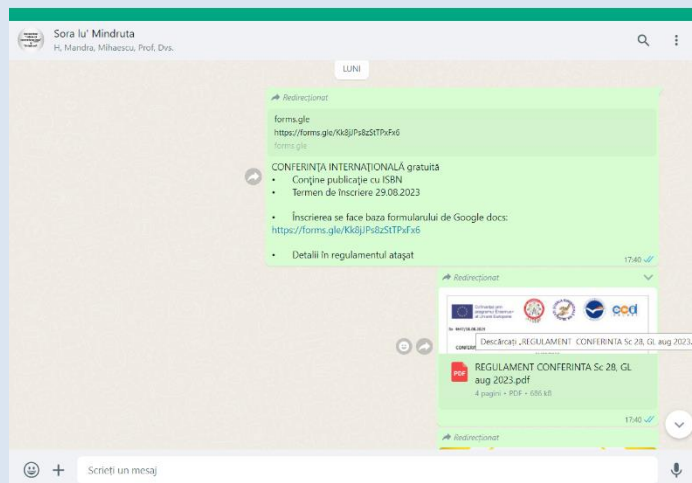 Sora lu' Mindruta
H, Mandra, Mihaescu, Prof, Dvs.
LUNI
Redirecționat
forms.gle
https://forms.gle/Kk8jJPs8zStTPxFx6
forms.gle
CONFERINȚA INTERNAȚIONALĂ gratuită
• Conține publicație cu ISBN
• Termen de înscriere 29.08.2023
• Înscrierea se face baza formularului de Google docs:
https://forms.gle/Kk8jJPs8zStTPxFx6
• Detalii în regulamentul atașat
17:40
Redirecționat
ccd
Descărcați „REGULAMENT CONFERINTA Sc 28, GL aug 2023.
PDF
REGULAMENT CONFERINTA Sc 28, GL
aug 2023.pdf
4 pagini • PDF • 686 kB
17:40
Redirecționat
Scrieți un mesaj